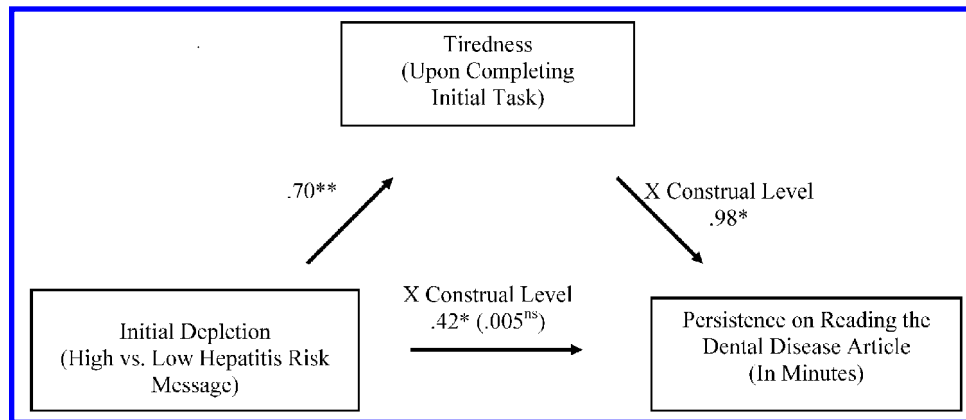 Tiredness
(Upon Completing
Initial Task)
.70**
X Construal Level
.98*
X Construal Level
.42* (.005ns)
Initial Depletion
(High vs. Low Hepatitis Risk
Message)
Persistence on Reading the
Dental Disease Article
(In Minutes)